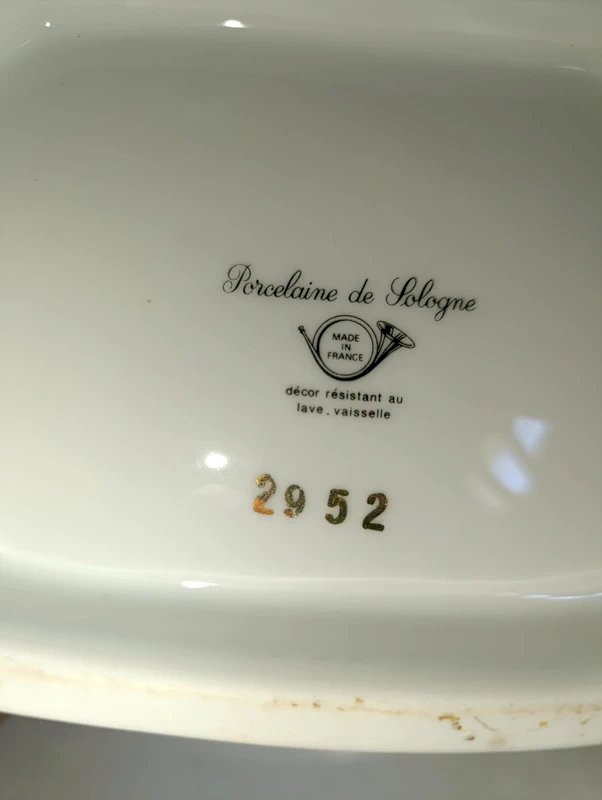 Porcelaine de Sologne
MADE
IN
FRANCE
décor résistant au
lave-vaisselle
2952